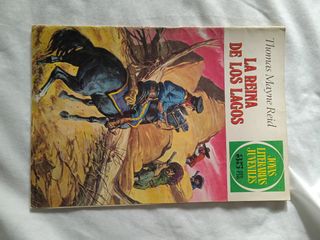 Thomas Mayne Reid
LA REINA
DE LOS LAGOS
JOYAS
LITERARIAS
JUVENILES